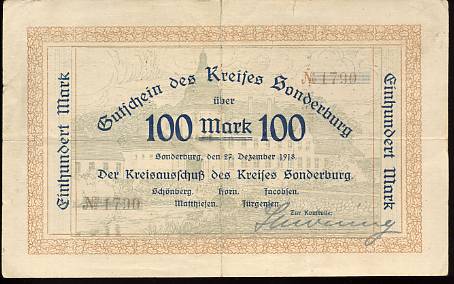 Gutschein des Kreises Sonderburg
№ 1790
über
100 Mark 100
Sonderburg, den 27. Dezember 1918.
Der Kreisausschuß des Kreises Sonderburg.
Schönberg. Horn. Jacobsen.
Matthiesen. Jürgensen.
№ 1790
Zur Kontrolle:
Einhundert Mark
Einhundert Mark